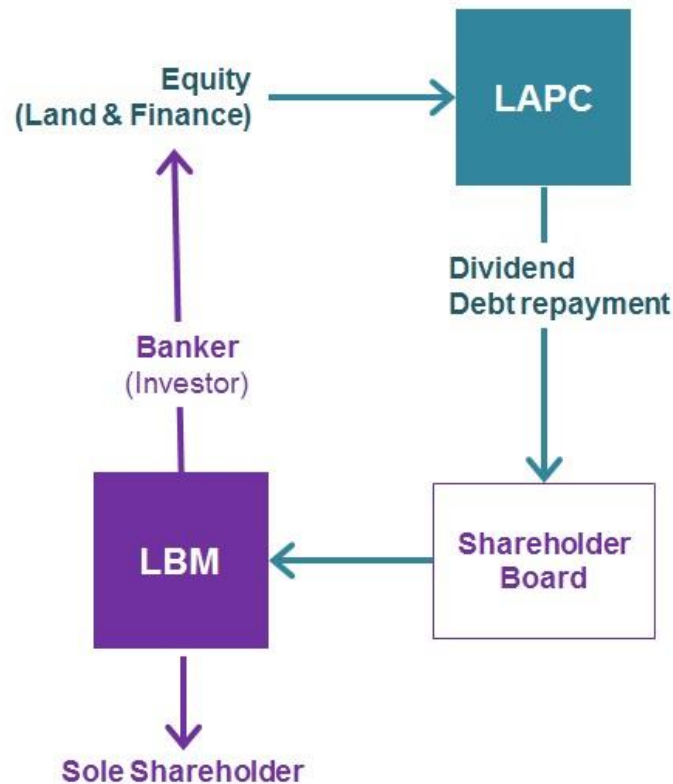 Equity
(Land & Finance)
LAPC
Dividend
Debt repayment
Banker
(Investor)
LBM
Shareholder
Board
Sole Shareholder